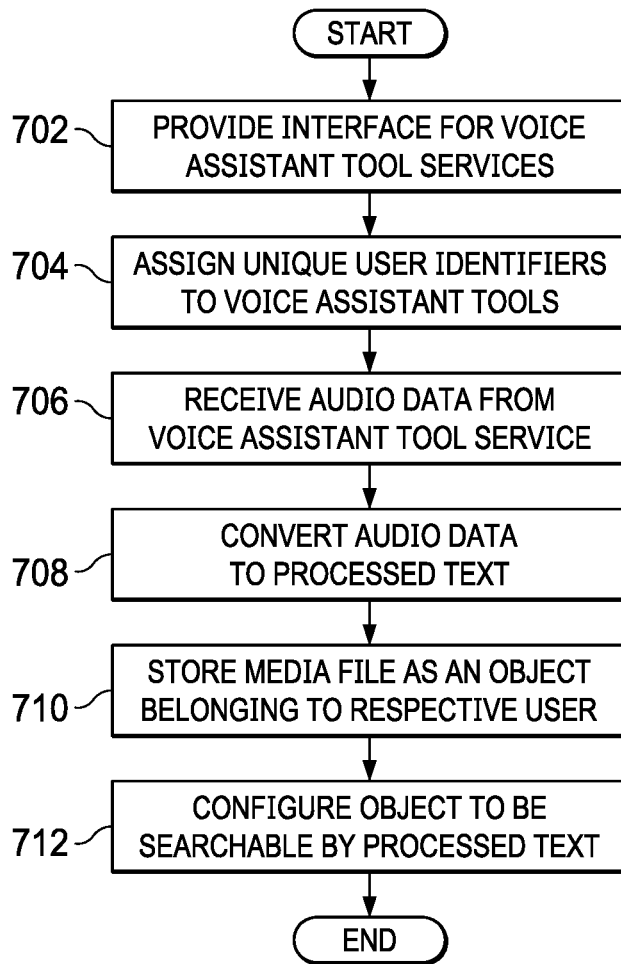 START
702
PROVIDE INTERFACE FOR VOICE
ASSISTANT TOOL SERVICES
704
ASSIGN UNIQUE USER IDENTIFIERS
TO VOICE ASSISTANT TOOLS
706
RECEIVE AUDIO DATA FROM
VOICE ASSISTANT TOOL SERVICE
708
CONVERT AUDIO DATA
TO PROCESSED TEXT
710
STORE MEDIA FILE AS AN OBJECT
BELONGING TO RESPECTIVE USER
712
CONFIGURE OBJECT TO BE
SEARCHABLE BY PROCESSED TEXT
END